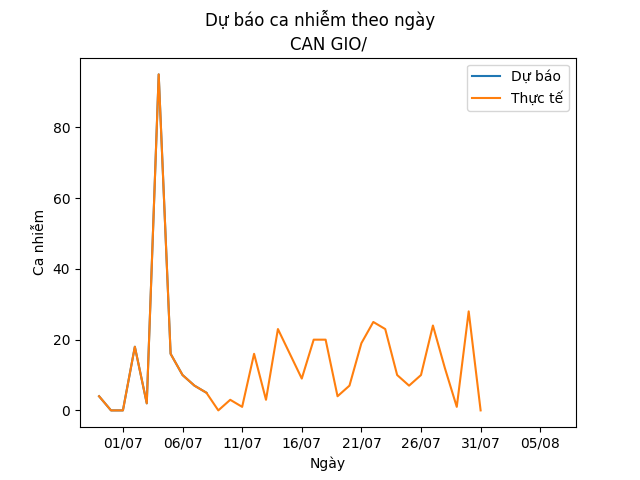 Dự báo ca nhiễm theo ngày
CAN GIO/
Dự báo
Thực tế
80
60
40
20
0
Ca nhiễm
01/07 06/07 11/07 16/07 21/07 26/07 31/07 05/08
Ngày